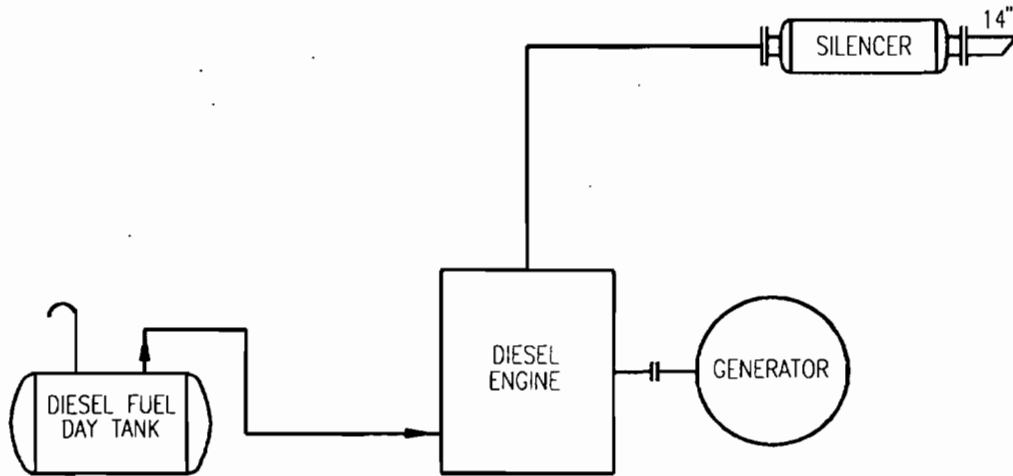 14"
SILENCER
DIESEL
ENGINE
GENERATOR
DIESEL FUEL
DAY TANK